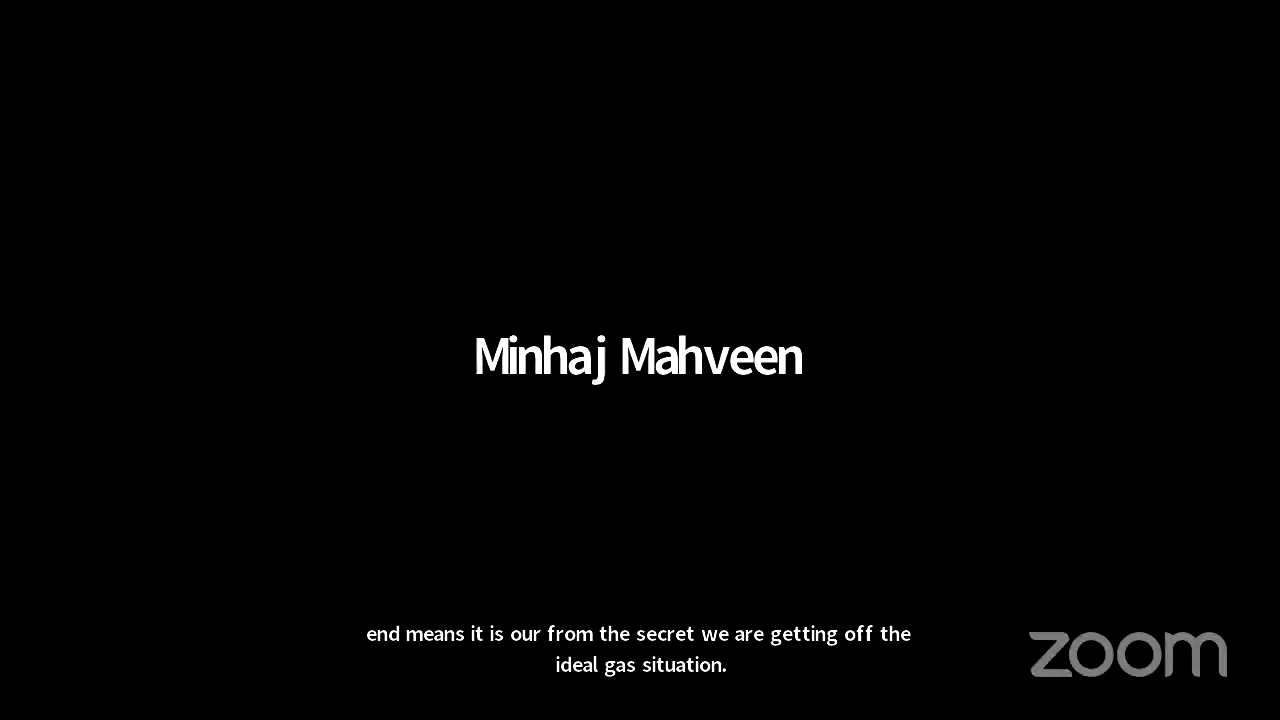 Minhaj Mahveen
end means it is our from the secret we are getting off the
ideal gas situation.
zoom